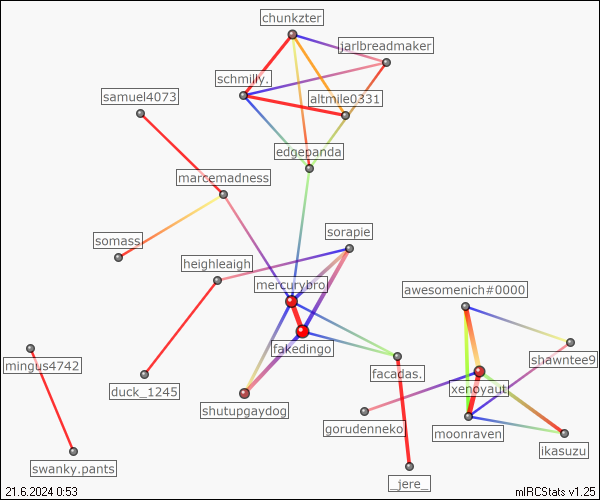 chunkzter
jarlbreadmaker
schmilly.
samuel4073
altmile0331
edgepanda
marcemadness
sorapie
somass
heighleaigh
mercurybro
awesomenich#0000
fakedingo
shawntee9
mingus4742
facadas.
xenoyaut
duck_1245
shutupgaydog
gorudenneko
moonraven
ikasuzu
swanky.pants
_jere_
21.6.2024 0:53
mIRCStats v1.25